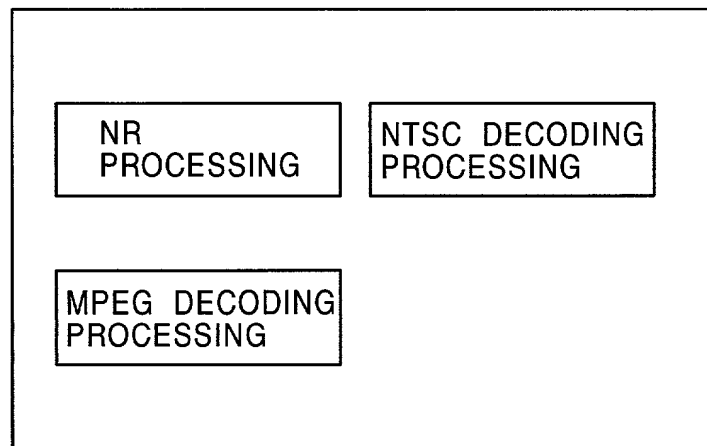 NR
PROCESSING
NTSC DECODING
PROCESSING
MPEG DECODING
PROCESSING